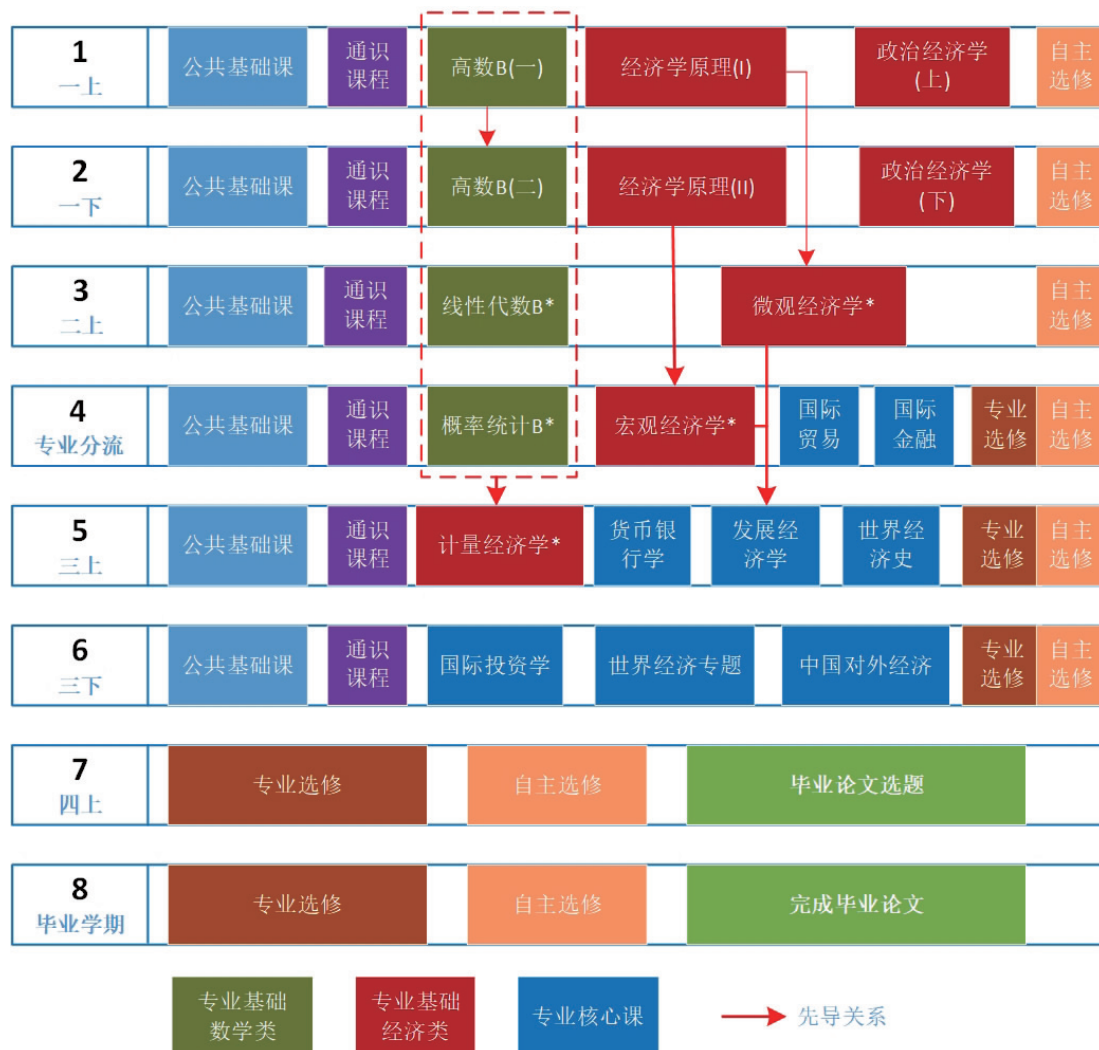 1
一上
公共基础课
通识
课程
高数B(一)
经济学原理(I)
政治经济学
(上)
自主
选修
2
一下
公共基础课
通识
课程
高数B(二)
经济学原理(II)
政治经济学
(下)
自主
选修
3
二上
公共基础课
通识
课程
线性代数B*
微观经济学*
自主
选修
4
专业分流
公共基础课
通识
课程
概率统计B*
宏观经济学*
国际
贸易
国际
金融
专业
选修
自主
选修
5
三上
公共基础课
通识
课程
计量经济学*
货币银
行学
发展经
济学
世界经
济史
专业
选修
自主
选修
6
三下
公共基础课
通识
课程
国际投资学
世界经济专题
中国对外经济
专业
选修
自主
选修
7
四上
专业选修
自主选修
毕业论文选题
8
毕业学期
专业选修
自主选修
完成毕业论文
专业基础
数学类
专业基础
经济类
专业核心课
先导关系